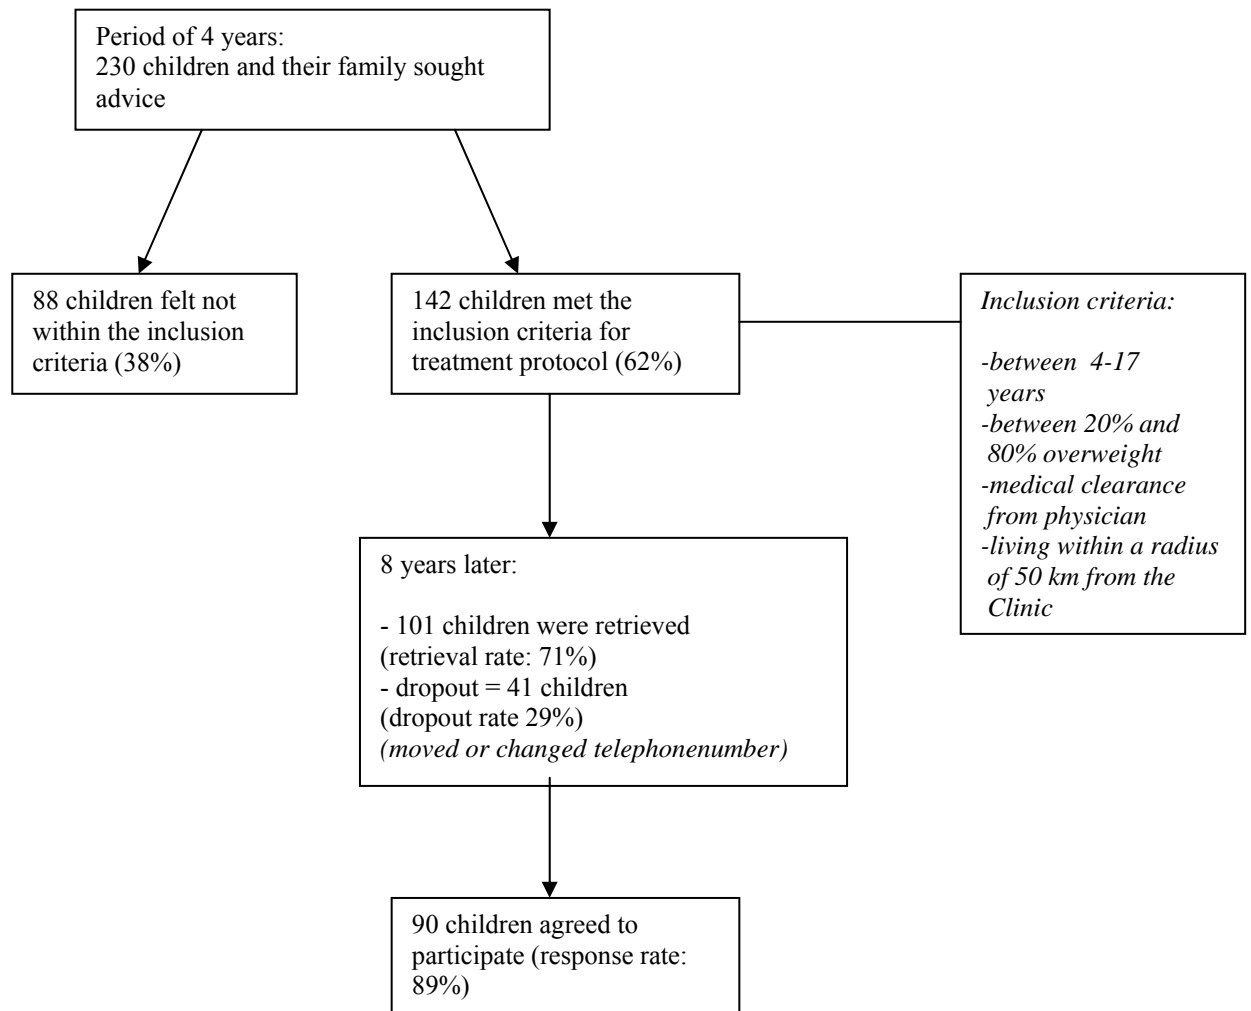 Period of 4 years:
230 children and their family sought
advice
88 children felt not
within the inclusion
criteria (38%)
142 children met the
inclusion criteria for
treatment protocol (62%)
Inclusion criteria:
-between  4-17
years
-between 20% and
80% overweight
-medical clearance
from physician
-living within a radius
of 50 km from the
Clinic
8 years later:
- 101 children were retrieved
(retrieval rate: 71%)
- dropout = 41 children
(dropout rate 29%)
(moved or changed telephonenumber)
90 children agreed to
participate (response rate:
89%)